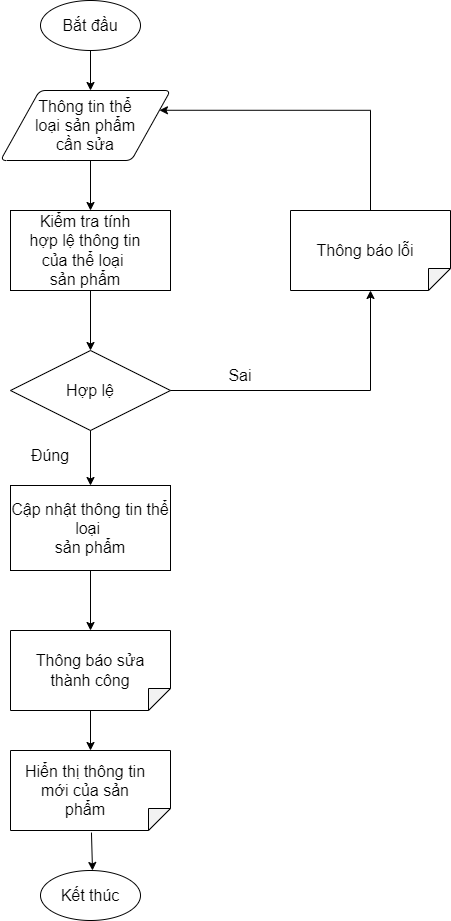 Bắt đầu
Thông tin thể
loại sản phẩm
cần sửa
Kiểm tra tính
hợp lệ thông tin
của thể loại
sản phẩm
Thông báo lỗi
Hợp lệ
Sai
Đúng
Cập nhật thông tin thể
loại
sản phẩm
Thông báo sửa
thành công
Hiển thị thông tin
mới của sản
phẩm
Kết thúc